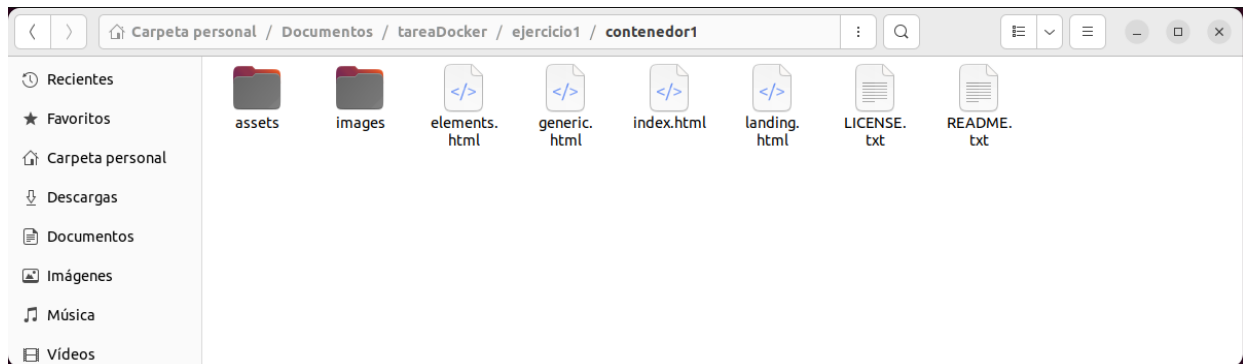 Carpeta personal / Documentos / tareaDocker / ejercicio1 / contenedor1
Recientes
Favoritos
Carpeta personal
Descargas
Documentos
Imágenes
Música
Vídeos
assets
images
elements.
html
generic.
html
index.html
landing.
html
LICENSE.
txt
README.
txt